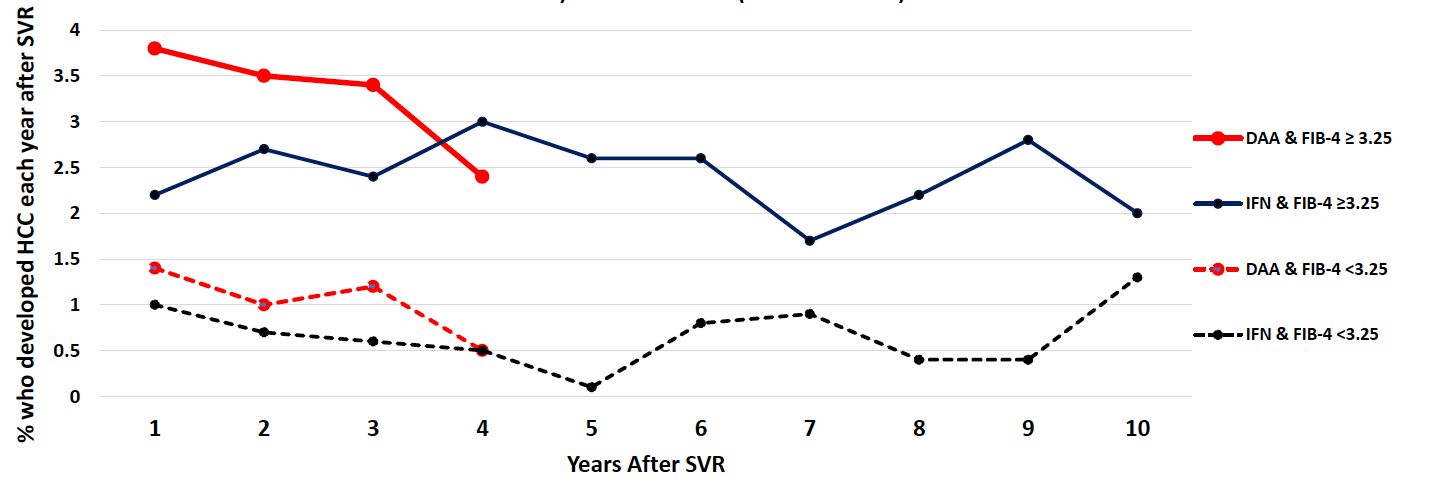 % who developed HCC each year after SVR
4
3.5
3
2.5
2
1.5
1
0.5
0
1 2 3 4 5 6 7 8 9 10
Years After SVR
DAA & FIB-4 ≥ 3.25
IFN & FIB-4 ≥3.25
DAA & FIB-4 <3.25
IFN & FIB-4 <3.25